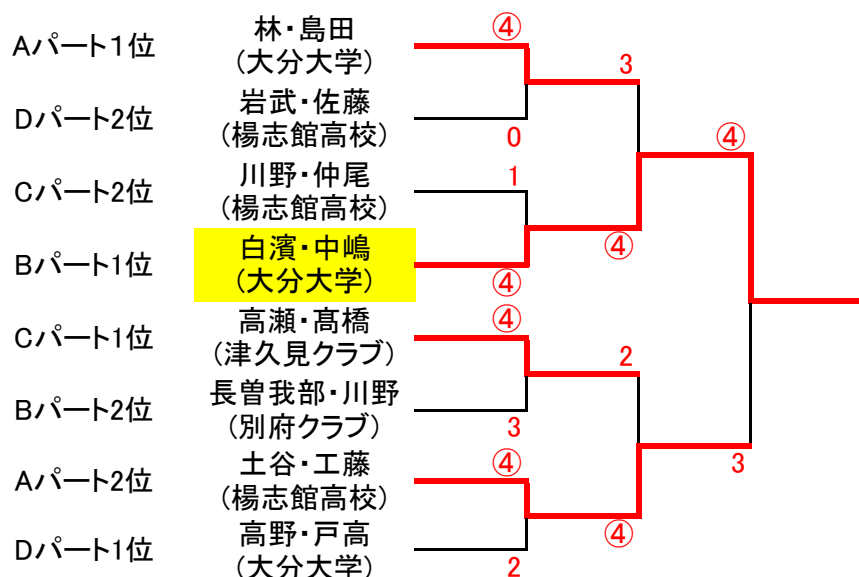 Aパート1位
林・島田
(大分大学)
④
3
Dパート2位
岩武・佐藤
(楊志館高校)
0
④
Cパート2位
川野・仲尾
(楊志館高校)
1
Bパート1位
白濱・中嶋
(大分大学)
④
④
Cパート1位
高瀬・髙橋
(津久見クラブ)
④
2
Bパート2位
長曽我部・川野
(別府クラブ)
3
Aパート2位
土谷・工藤
(楊志館高校)
④
3
Dパート1位
高野・戸高
(大分大学)
2
④